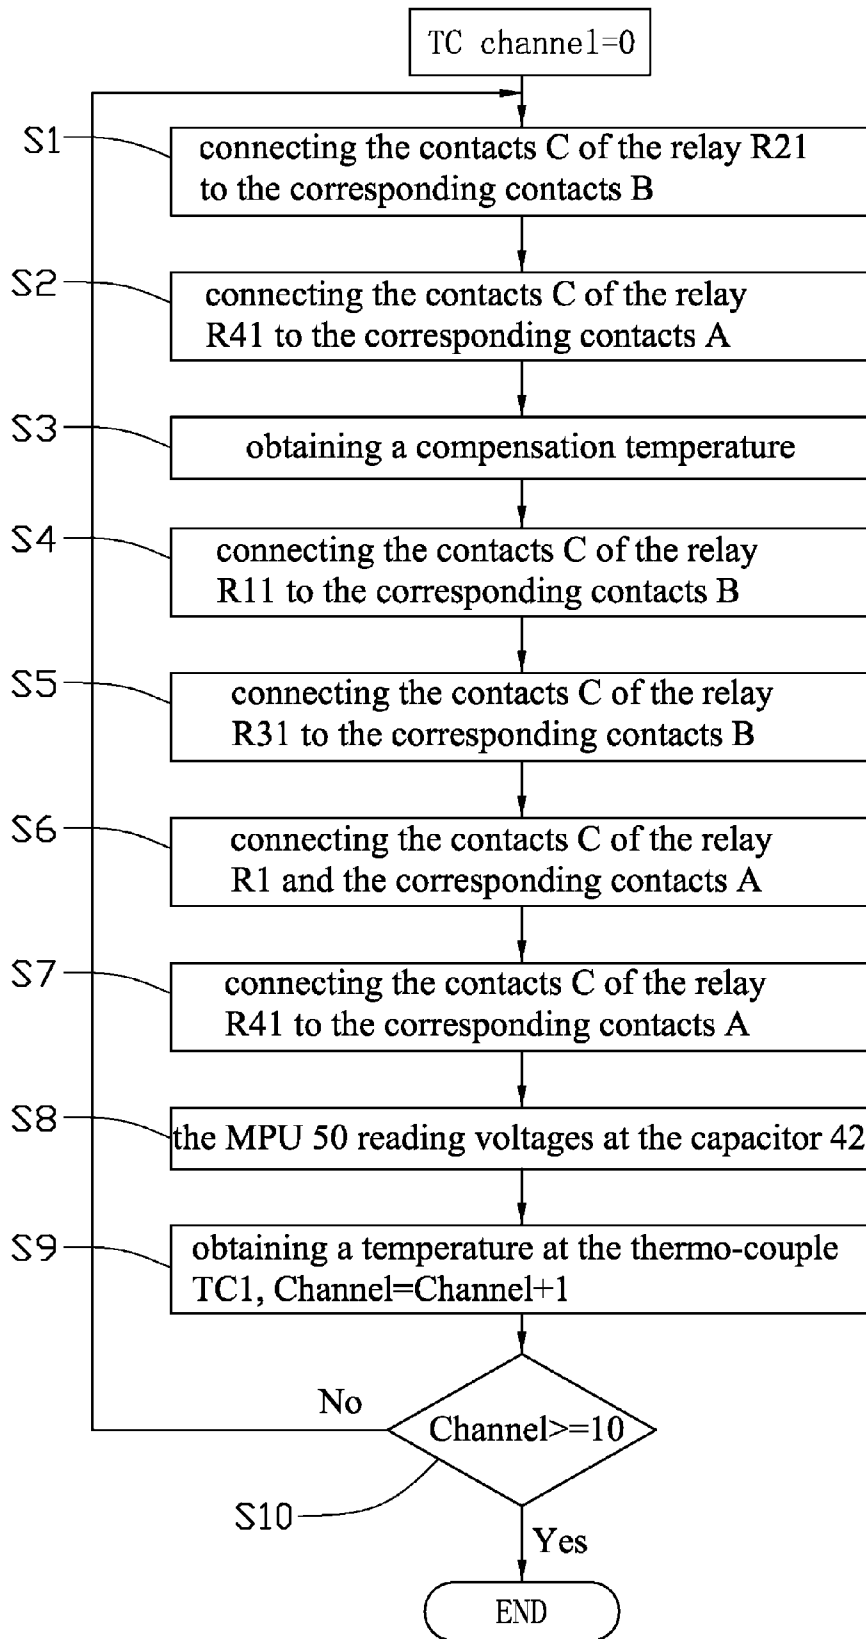 TC channel=0
S1
connecting the contacts C of the relay R21
to the corresponding contacts B
S2
connecting the contacts C of the relay
R41 to the corresponding contacts A
S3
obtaining a compensation temperature
S4
connecting the contacts C of the relay
R11 to the corresponding contacts B
S5
connecting the contacts C of the relay
R31 to the corresponding contacts B
S6
connecting the contacts C of the relay
R1 and the corresponding contacts A
S7
connecting the contacts C of the relay
R41 to the corresponding contacts A
S8
the MPU 50 reading voltages at the capacitor 42
S9
obtaining a temperature at the thermo-couple
TC1, Channel=Channel+1
No
Channel>=10
S10
Yes
END